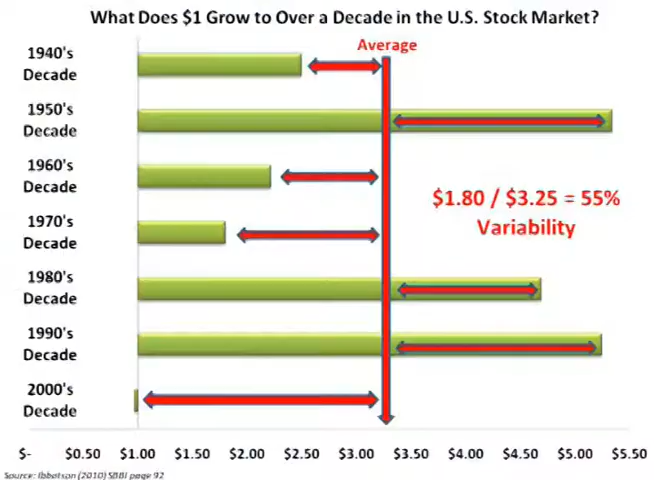 What Does $1 Grow to Over a Decade in the U.S. Stock Market?
Average
1940's
Decade
1950's
Decade
1960's
Decade
1970's
Decade
$1.80 / $3.25 = 55%
Variability
1980's
Decade
1990's
Decade
2000's
Decade
$- $0.50 $1.00 $1.50 $2.00 $2.50 $3.00 $3.50 $4.00 $4.50 $5.00 $5.50
Source: Ibbotson (2010) SBBI page 92